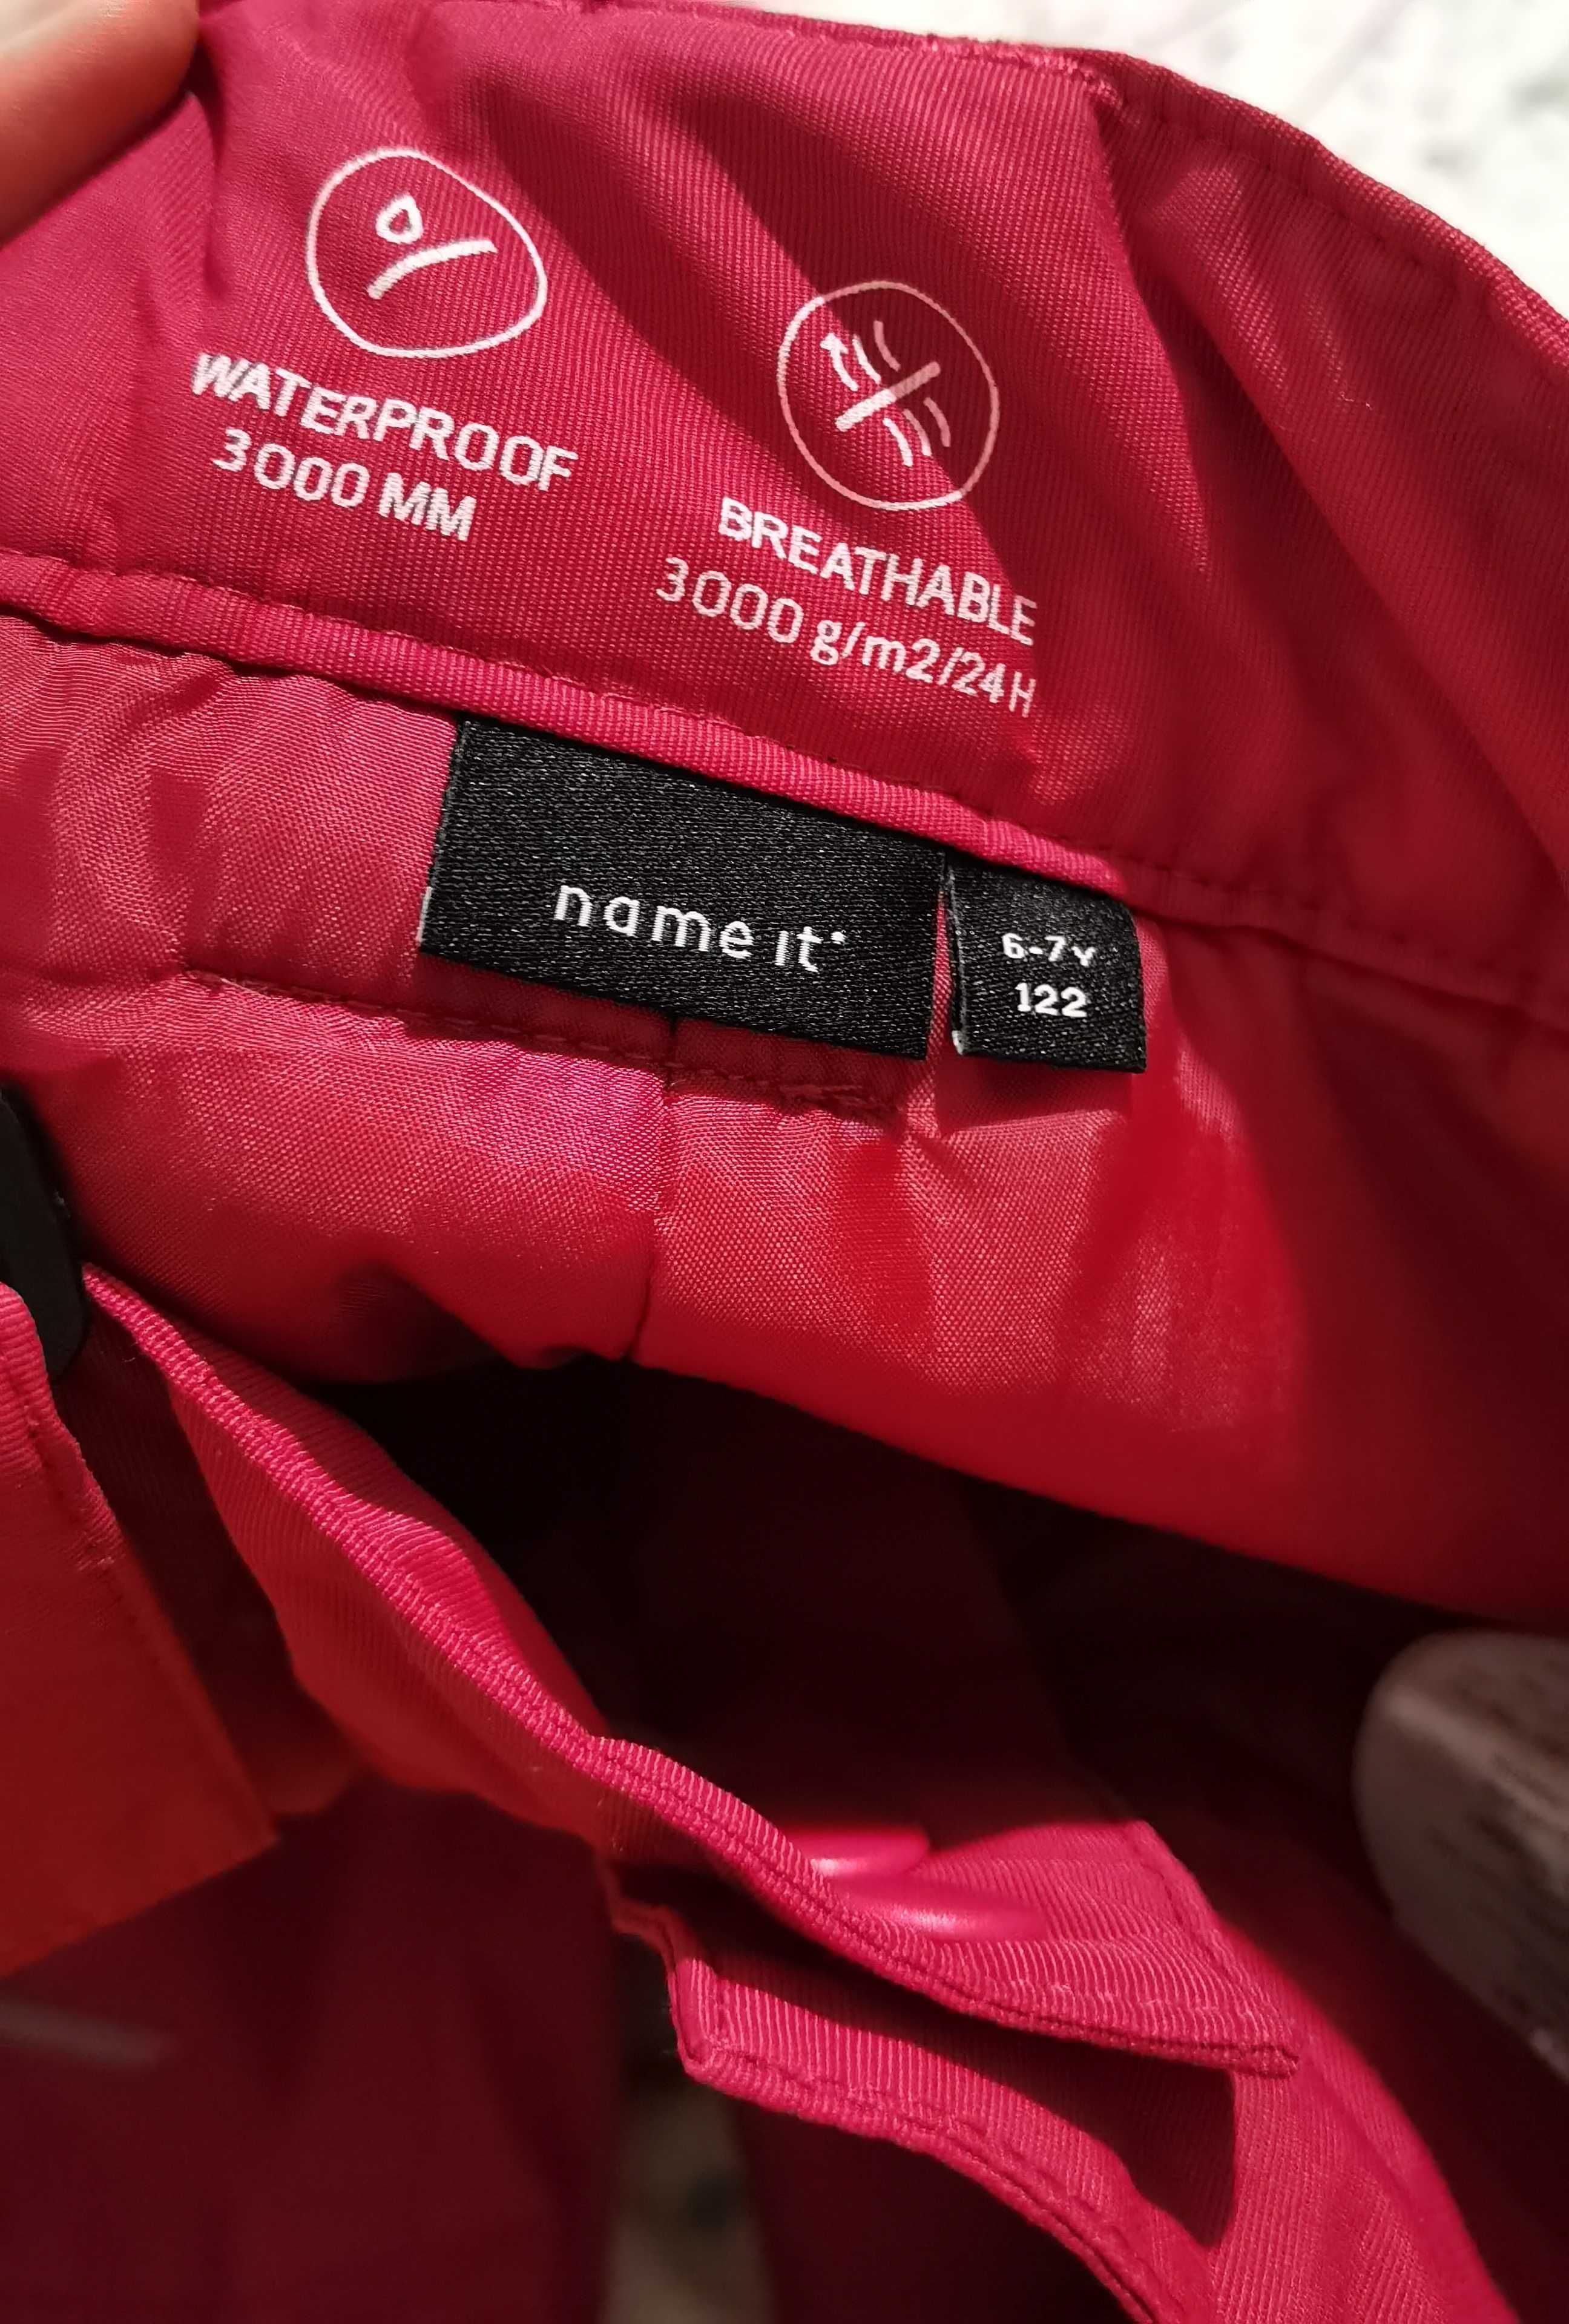 WATERPROOF
3000 MM
BREATHABLE
3000 g/m2/24H
name it
6-7y
122